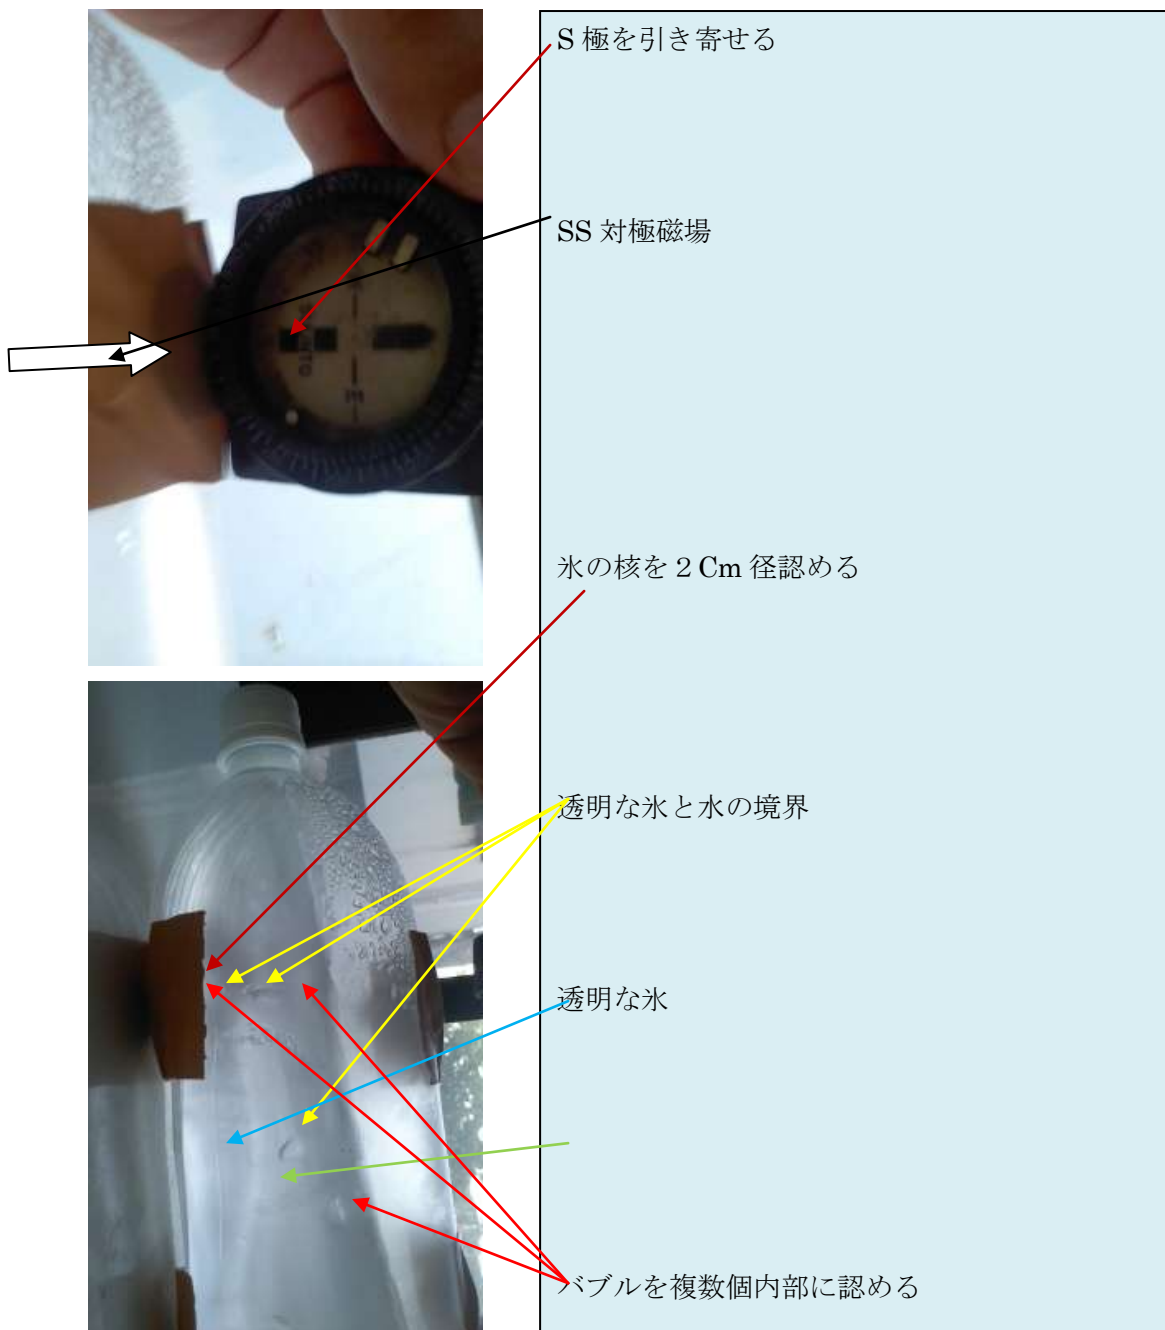 S 極を引き寄せる
SS 対極磁場
氷の核を２Cm 径認める
透明な氷と水の境界
透明な氷
バブルを複数個内部に認める